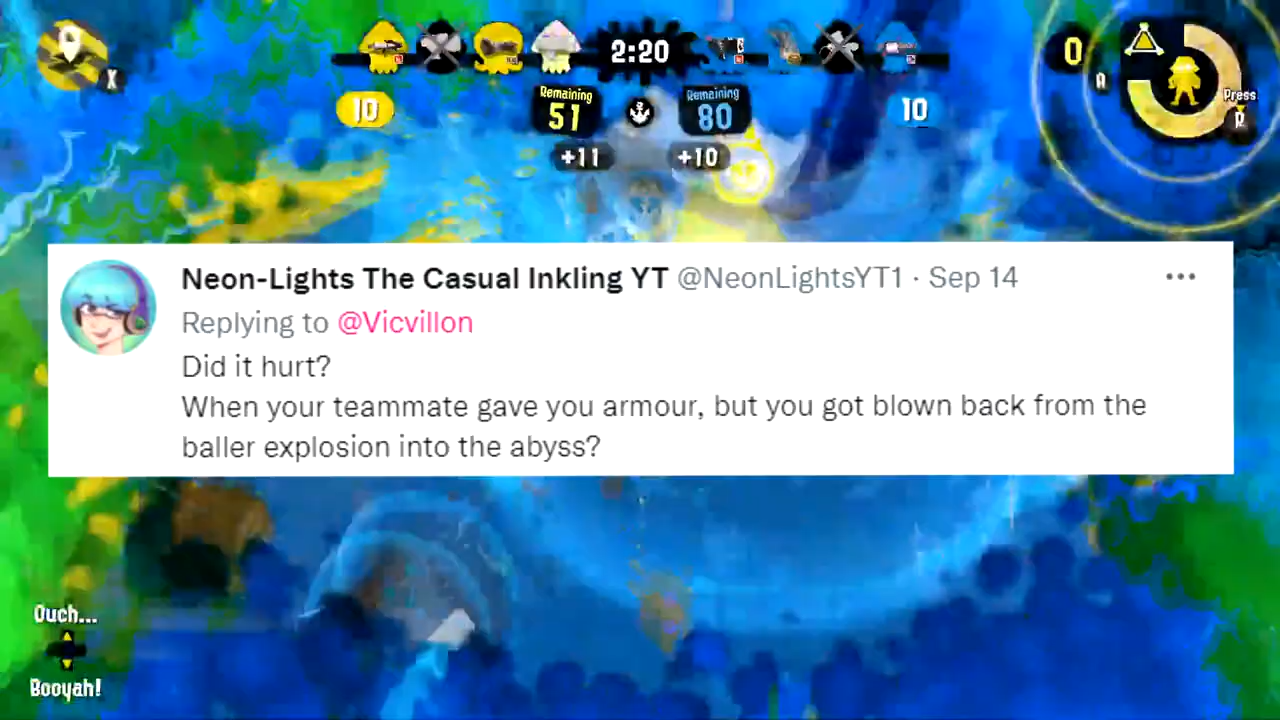 2:20
X
0
R
Press
Remaining
51
Remaining
80
10
10
+11
+10
Neon-Lights The Casual Inkling YT @NeonLightsYT1 · Sep 14
Replying to @Vicvillon
Did it hurt?
When your teammate gave you armour, but you got blown back from the
baller explosion into the abyss?
Ouch...
Booyah!